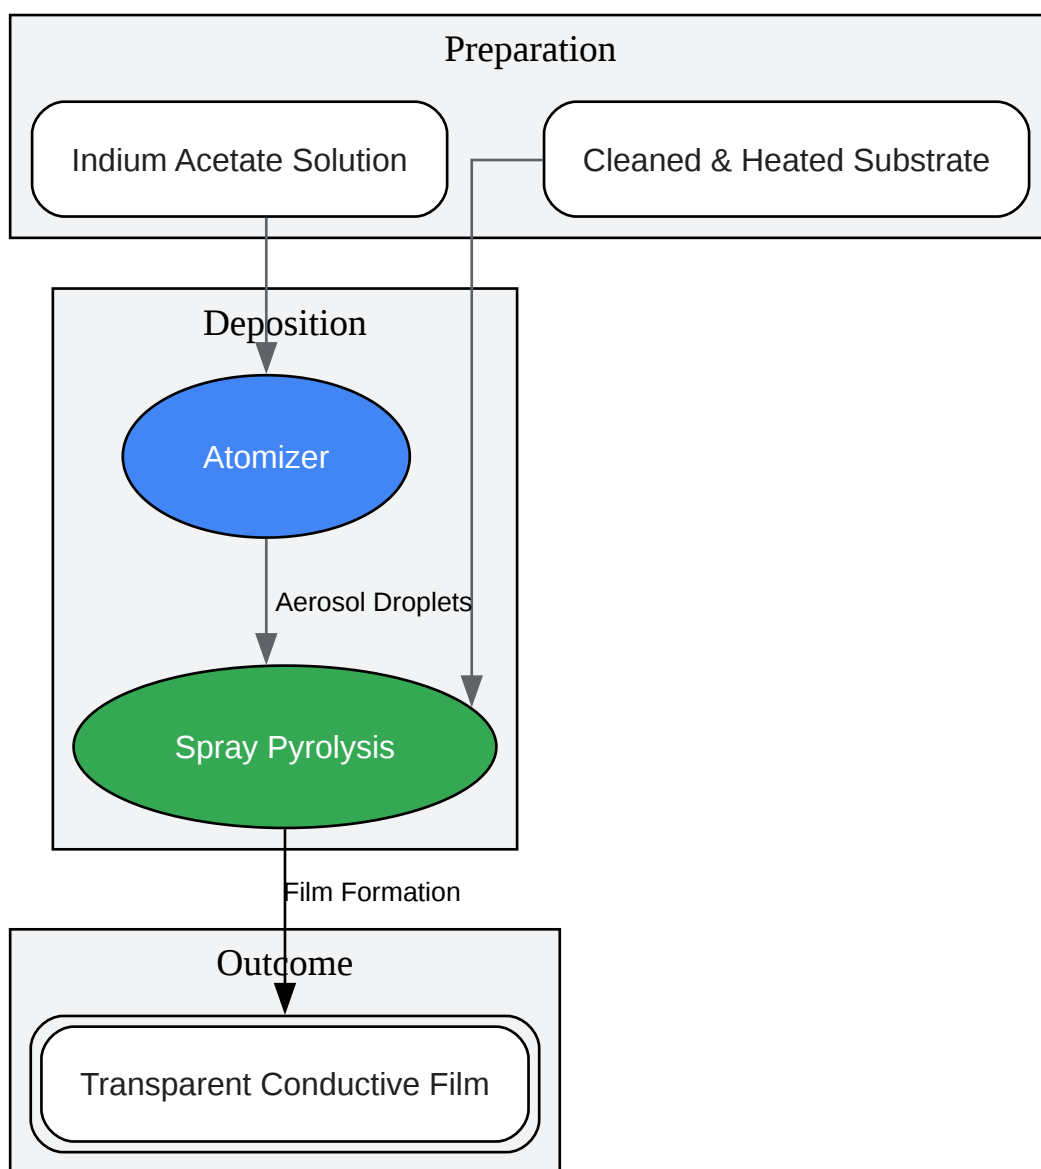 Preparation
Indium Acetate Solution
Cleaned & Heated Substrate
Deposition
Atomizer
Aerosol Droplets
Spray Pyrolysis
Film Formation
Outcome
Transparent Conductive Film